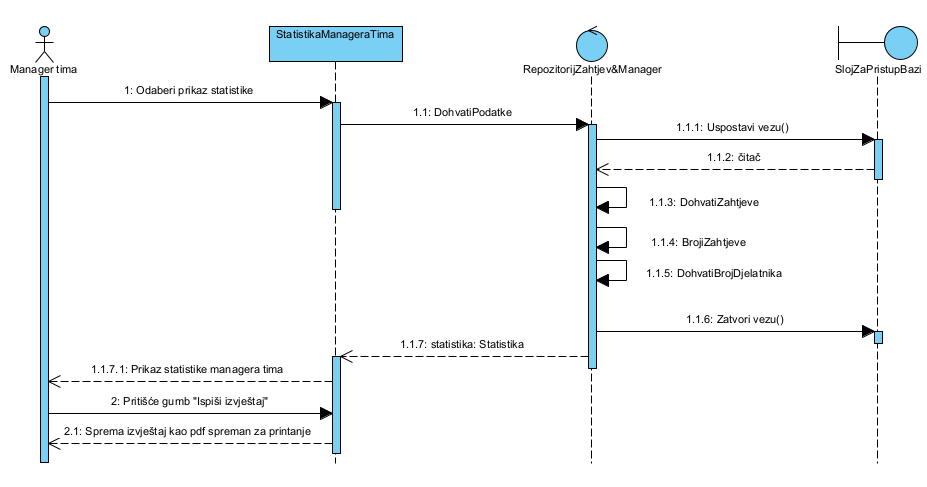 StatistikaManageraTima
Manager tima
RepozitorijZahtjev&Manager
SlojZaPristupBazi
1: Odaberi prikaz statistike
1.1: DohvatiPodatke
1.1.1: Uspostavi vezu()
1.1.2: čitač
1.1.3: DohvatiZahtjeve
1.1.4: BrojiZahtjeve
1.1.5: DohvatiBrojDjelatnika
1.1.6: Zatvori vezu()
1.1.7: statistika: Statistika
1.1.7.1: Prikaz statistike managera tima
2: Pritišće gumb "Ispiši izvještaj"
2.1: Sprema izvještaj kao pdf spreman za printanje